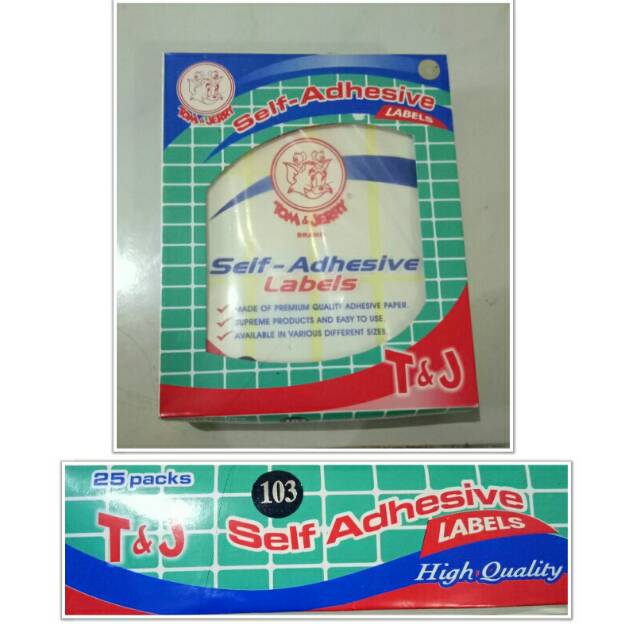 TOM & JERRY
Self-Adhesive
LABELS
TOM & JERRY
BRAND
Self-Adhesive
Labels
MADE OF PREMIUM QUALITY ADHESIVE PAPER.
SUPREME PRODUCTS AND EASY TO USE.
AVAILABLE IN VARIOUS DIFFERENT SIZES.
T&J
25 packs
103
T&J
Self Adhesive
LABELS
High Quality